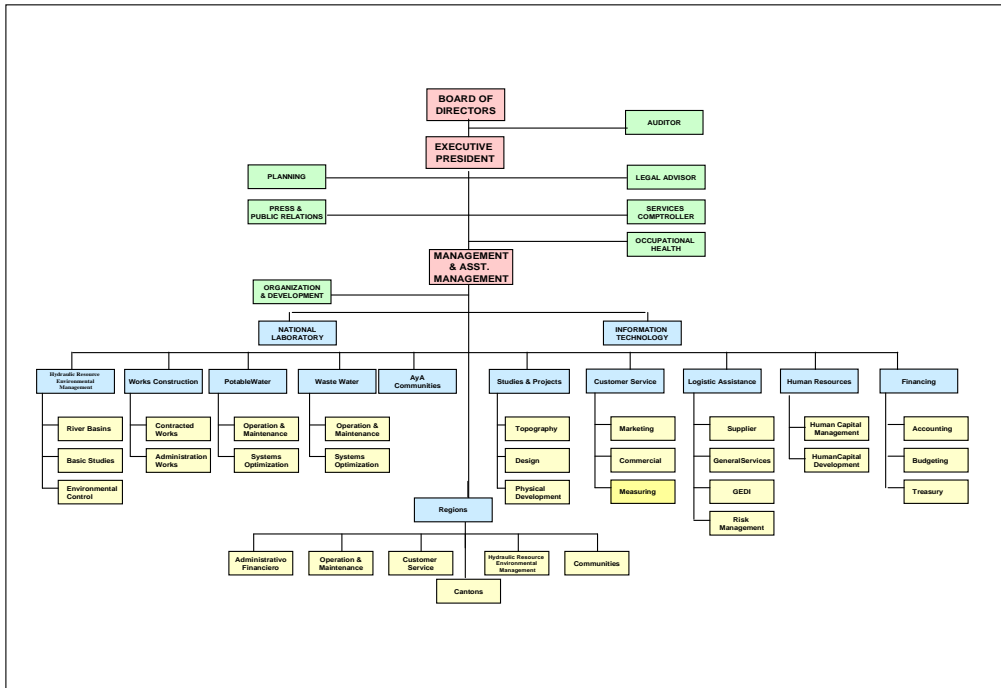 BOARD OF
DIRECTORS
AUDITOR
EXECUTIVE
PRESIDENT
PLANNING
LEGAL ADVISOR
PRESS &
PUBLIC RELATIONS
SERVICES
COMPTROLLER
OCCUPATIONAL
HEALTH
MANAGEMENT
& ASST.
MANAGEMENT
ORGANIZATION
& DEVELOPMENT
NATIONAL
LABORATORY
INFORMATION
TECHNOLOGY
Hydraulic Resource
Environmental
Management
Works Construction
PotableWater
Waste Water
AyA
Communities
Studies & Projects
Customer Service
Logistic Assistance
Human Resources
Financing
River Basins
Basic Studies
Environmental
Control
Contracted
Works
Administration
Works
Operation &
Maintenance
Systems
Optimization
Operation &
Maintenance
Systems
Optimization
Topography
Design
Physical
Development
Marketing
Commercial
Measuring
Supplier
GeneralServices
GEDI
Risk
Management
Human Capital
Management
HumanCapital
Development
Accounting
Budgeting
Treasury
Regions
Administrativo
Financiero
Operation &
Maintenance
Customer
Service
Hydraulic Resource
Environmental
Management
Communities
Cantons